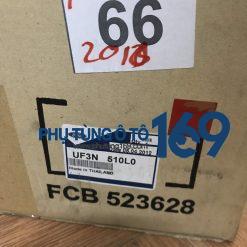 66
2018
PHỤ TÙNG Ô TÔ 169
UF3N 510L0
Made in THAILAND
FCB 523628